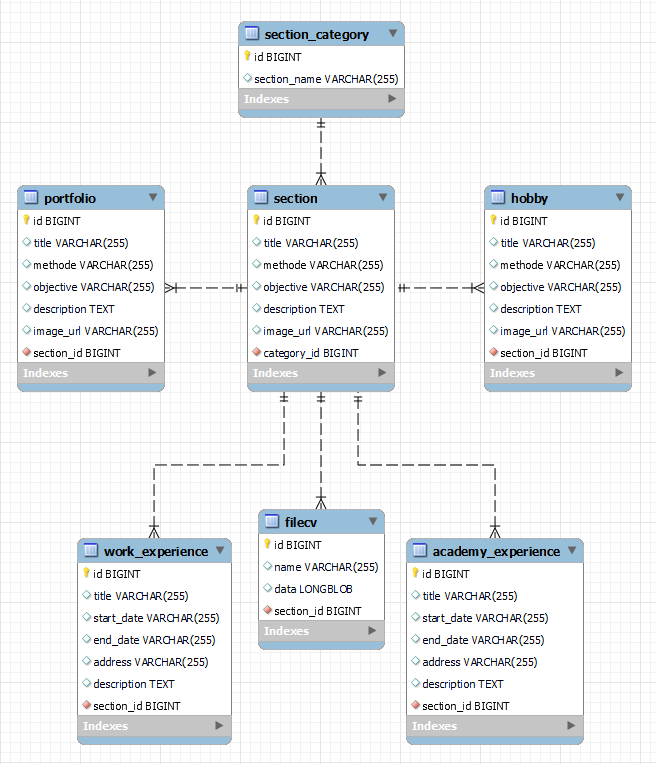 section_category
id BIGINT
section_name VARCHAR(255)
Indexes
portfolio
id BIGINT
title VARCHAR(255)
methode VARCHAR(255)
objective VARCHAR(255)
description TEXT
image_url VARCHAR(255)
section_id BIGINT
Indexes
section
id BIGINT
title VARCHAR(255)
methode VARCHAR(255)
objective VARCHAR(255)
description TEXT
image_url VARCHAR(255)
category_id BIGINT
Indexes
hobby
id BIGINT
title VARCHAR(255)
methode VARCHAR(255)
objective VARCHAR(255)
description TEXT
image_url VARCHAR(255)
section_id BIGINT
Indexes
work_experience
id BIGINT
title VARCHAR(255)
start_date VARCHAR(255)
end_date VARCHAR(255)
address VARCHAR(255)
description TEXT
section_id BIGINT
Indexes
filecv
id BIGINT
name VARCHAR(255)
data LONGBLOB
section_id BIGINT
Indexes
academy_experience
id BIGINT
title VARCHAR(255)
start_date VARCHAR(255)
end_date VARCHAR(255)
address VARCHAR(255)
description TEXT
section_id BIGINT
Indexes